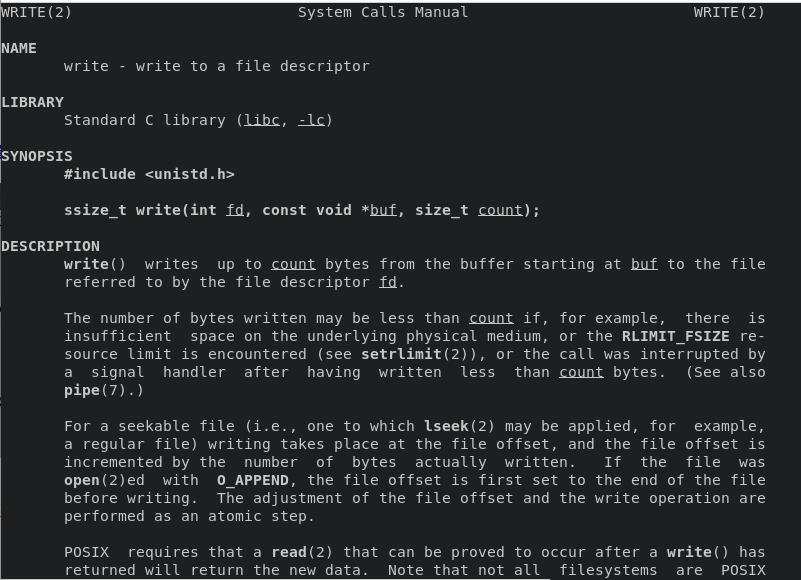 WRITE(2) System Calls Manual WRITE(2)
NAME
write - write to a file descriptor
LIBRARY
Standard C library (libc, -lc)
SYNOPSIS
#include <unistd.h>
ssize_t write(int fd, const void *buf, size_t count);
DESCRIPTION
write() writes up to count bytes from the buffer starting at buf to the file
referred to by the file descriptor fd.
The number of bytes written may be less than count if, for example, there is
insufficient space on the underlying physical medium, or the RLIMIT_FSIZE re-
source limit is encountered (see setrlimit(2)), or the call was interrupted by
a signal handler after having written less than count bytes. (See also
pipe(7).)
For a seekable file (i.e., one to which lseek(2) may be applied, for example,
a regular file) writing takes place at the file offset, and the file offset is
incremented by the number of bytes actually written. If the file was
open(2)ed with O_APPEND, the file offset is first set to the end of the file
before writing. The adjustment of the file offset and the write operation are
performed as an atomic step.
POSIX requires that a read(2) that can be proved to occur after a write() has
returned will return the new data. Note that not all filesystems are POSIX